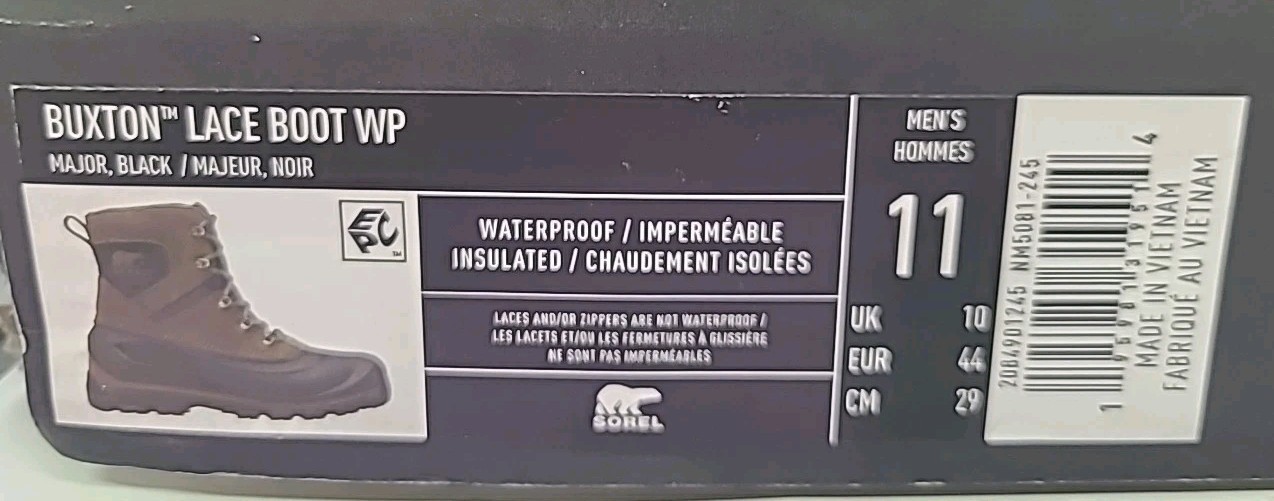 BUXTON™ LACE BOOT WP
MAJOR, BLACK / MAJEUR, NOIR
EPC
TM
WATERPROOF / IMPERMÉABLE
INSULATED / CHAUDEMENT ISOLÉES
LACES AND/OR ZIPPERS ARE NOT WATERPROOF /
LES LACETS ET/OU LES FERMETURES À GLISSIÈRE
NE SONT PAS IMPERMÉABLES
SOREL
MEN'S
HOMMES
11
UK 10
EUR 44
CM 29
2084901245 NM5081-245
MADE IN VIETNAM
FABRIQUÉ AU VIETNAM